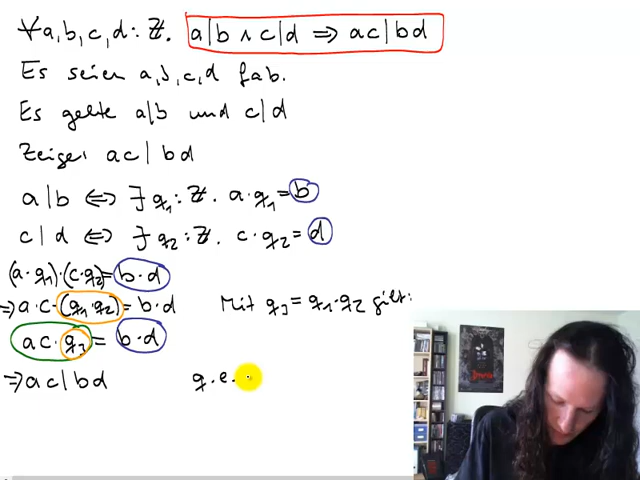 ∀a,b,c,d:ℤ. a|b ∧ c|d ⇒ ac|bd
Es seien a,b,c,d fab.
Es gelte a|b und c|d
Zeige: ac|bd
a|b ⇔ ∃q₁:ℤ. a·q₁=b
c|d ⇔ ∃q₂:ℤ. c·q₂=d
(a·q₁)·(c·q₂)=b·d
⇒a·c·(q₁·q₂)=b·d Mit q₃=q₁·q₂ gilt:
ac·q₃=b·d
⇒ac|bd q.e.